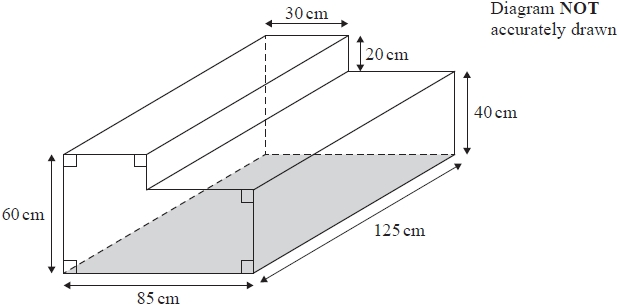 30 cm
Diagram NOT
accurately drawn
20 cm
40 cm
60 cm
125 cm
85 cm